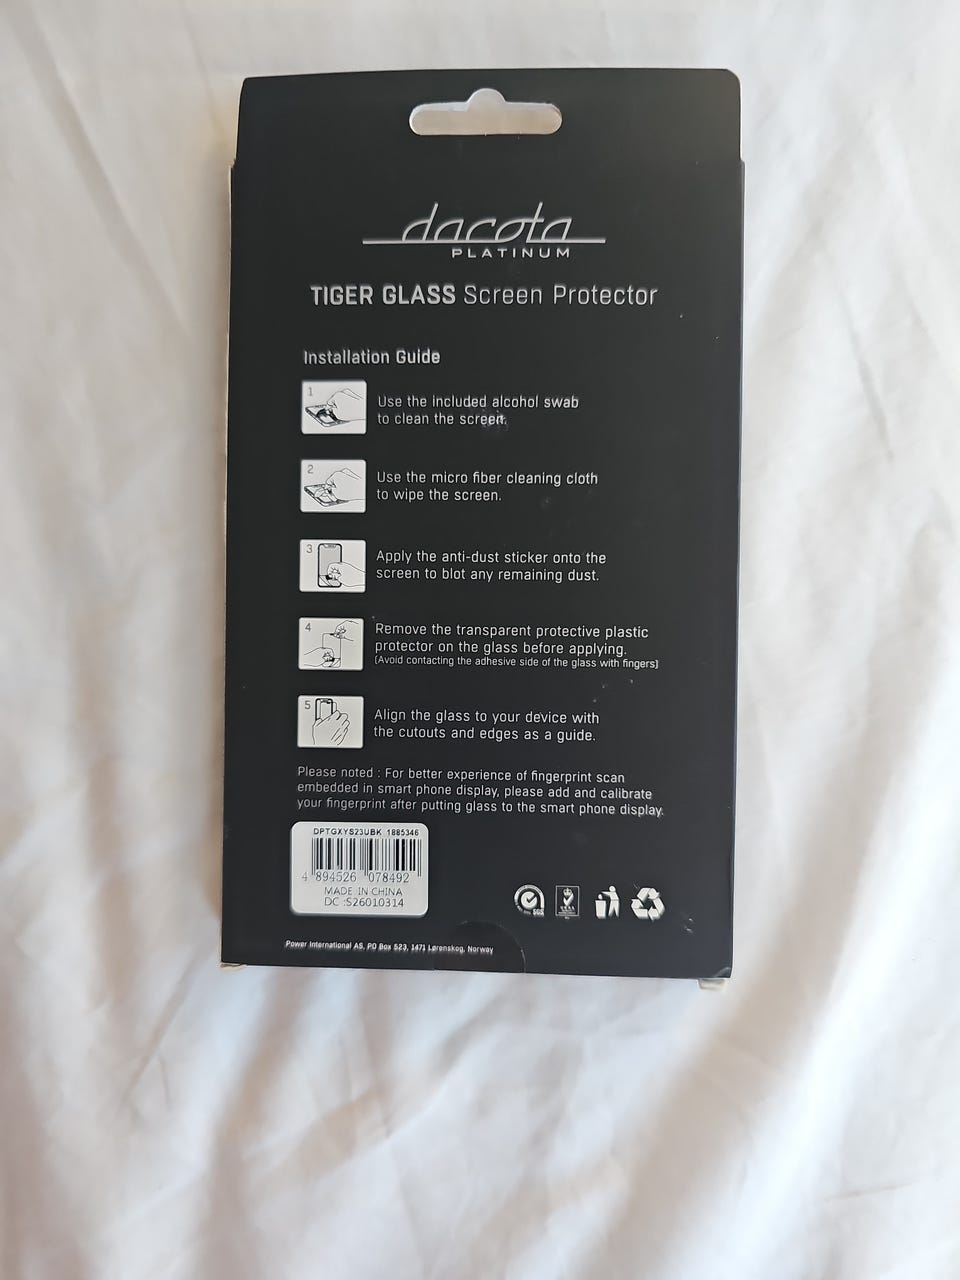 dacota
PLATINUM
TIGER GLASS Screen Protector
Installation Guide
1
Use the included alcohol swab
to clean the screen.
2
Use the micro fiber cleaning cloth
to wipe the screen.
3
Apply the anti-dust sticker onto the
screen to blot any remaining dust.
4
Remove the transparent protective plastic
protector on the glass before applying.
(Avoid contacting the adhesive side of the glass with fingers)
5
Align the glass to your device with
the cutouts and edges as a guide.
Please noted : For better experience of fingerprint scan
embedded in smart phone display, please add and calibrate
your fingerprint after putting glass to the smart phone display.
DPTGXYS23UBK 1885346
4 894526 078492
MADE IN CHINA
DC :S26010314
SGS
Power International AS, PO Box 523, 1471 Lørenskog, Norway